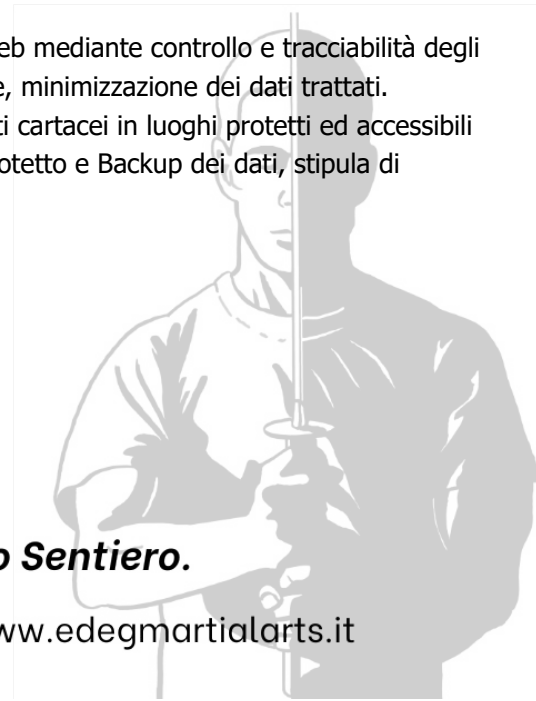 eb mediante controllo e tracciabilità degli
e, minimizzazione dei dati trattati.
ti cartacei in luoghi protetti ed accessibili
otetto e Backup dei dati, stipula di
o Sentiero.
ww.edegmartialarts.it